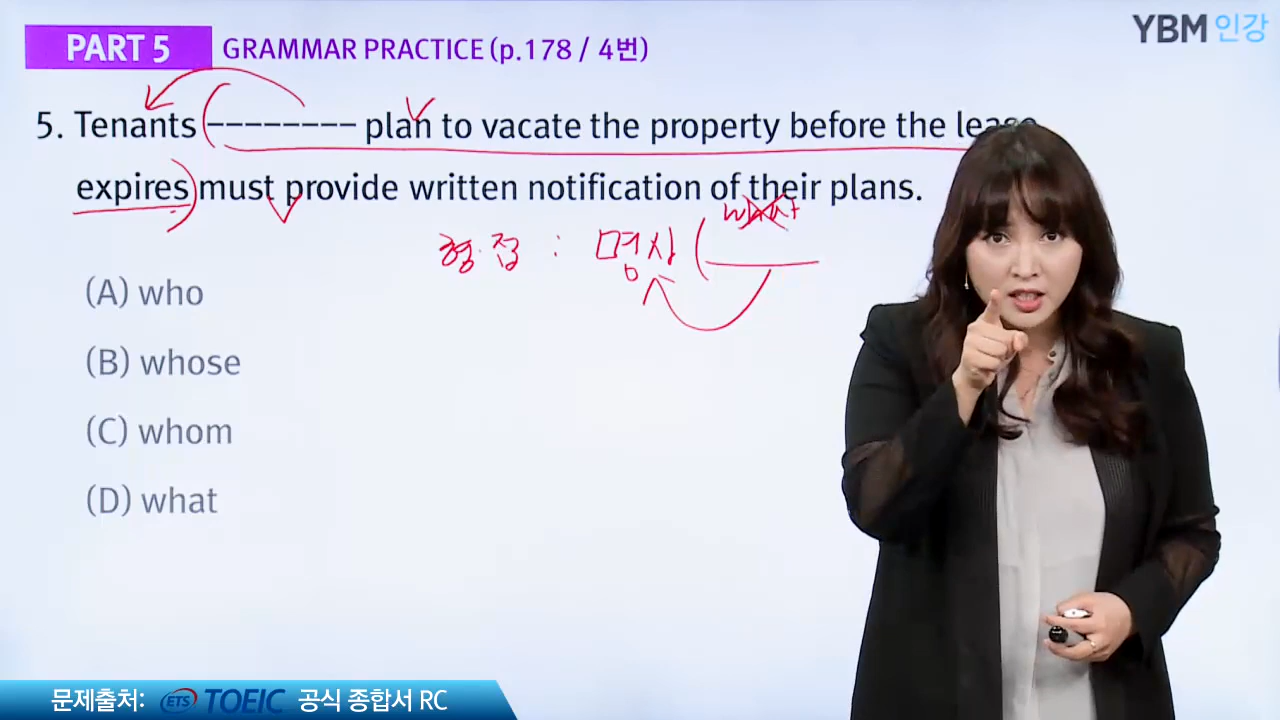 PART 5 GRAMMAR PRACTICE (p.178 / 4번)
YBM 인강
5. Tenants –––––––– plan to vacate the property before the lease
expires must provide written notification of their plans.
what
형.접 : 명사 (
(A) who
(B) whose
(C) whom
(D) what
문제출처: ETS TOEIC 공식 종합서 RC